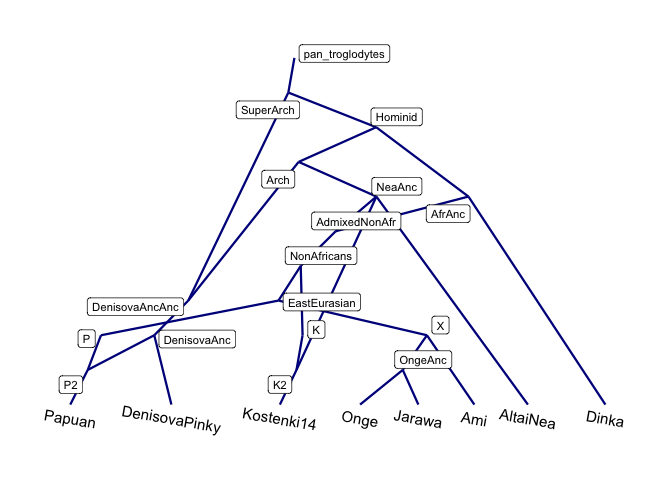 pan_troglodytes
SuperArch
Hominid
Arch
NeaAnc
AfrAnc
AdmixedNonAfr
NonAfricans
DenisovaAncAnc
EastEurasian
P
DenisovaAnc
K
X
OngeAnc
P2
K2
Papuan
DenisovaPinky
Kostenki14
Onge
Jarawa
Ami
AltaiNea
Dinka